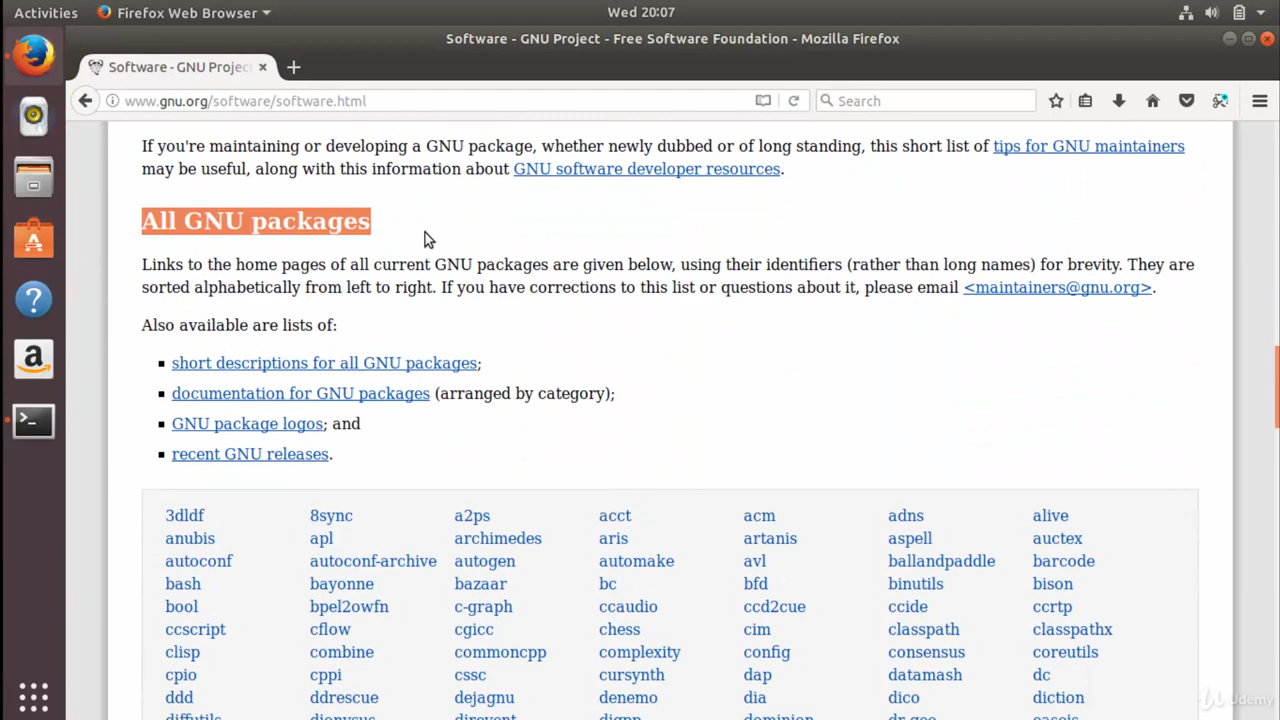 Activities Firefox Web Browser Wed 20:07
Software - GNU Project - Free Software Foundation - Mozilla Firefox
Software - GNU Projec
www.gnu.org/software/software.html Search
If you're maintaining or developing a GNU package, whether newly dubbed or of long standing, this short list of tips for GNU maintainers
may be useful, along with this information about GNU software developer resources.
All GNU packages
Links to the home pages of all current GNU packages are given below, using their identifiers (rather than long names) for brevity. They are
sorted alphabetically from left to right. If you have corrections to this list or questions about it, please email <maintainers@gnu.org>.
Also available are lists of:
short descriptions for all GNU packages;
documentation for GNU packages (arranged by category);
GNU package logos; and
recent GNU releases.
3dldf 8sync a2ps acct acm adns alive
anubis apl archimedes aris artanis aspell auctex
autoconf autoconf-archive autogen automake avl ballandpaddle barcode
bash bayonne bazaar bc bfd binutils bison
bool bpel2owfn c-graph ccaudio ccd2cue ccide ccrtp
ccscript cflow cgicc chess cim classpath classpathx
clisp combine commoncpp complexity config consensus coreutils
cpio cppi cssc cursynth dap datamash dc
ddd ddrescue dejagnu denemo dia dico diction
Udemy